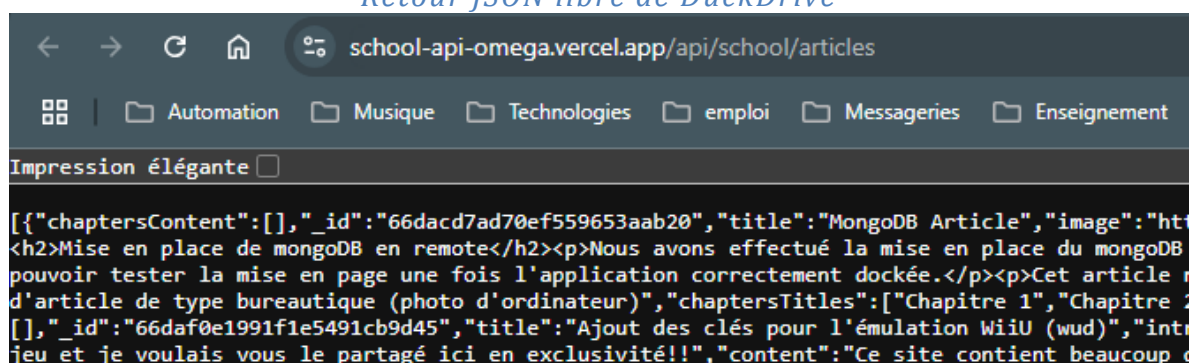 Retour JSON libre de DuckDrive
school-api-omega.vercel.app/api/school/articles
Automation Musique Technologies emploi Messageries Enseignement
Impression élégante
[{"chaptersContent":[],"_id":"66dacd7ad70ef559653aab20","title":"MongoDB Article","image":"htt
<h2>Mise en place de mongoDB en remote</h2><p>Nous avons effectué la mise en place du mongoDB
pouvoir tester la mise en page une fois l'application correctement dockée.</p><p>Cet article
d'article de type bureautique (photo d'ordinateur)","chaptersTitles":["Chapitre 1","Chapitre 2
[],"_id":"66daf0e1991f1e5491cb9d45","title":"Ajout des clés pour l'émulation WiiU (wud)","intr
jeu et je voulais vous le partagé ici en exclusivité!!","content":"Ce site contient beaucoup